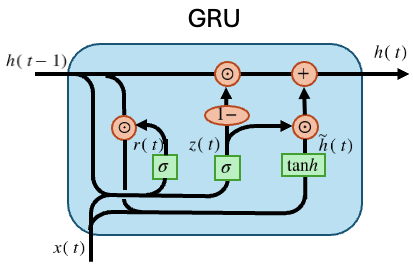 GRU
h( t−1)
h( t)
⊙
+
1−
⊙
⊙
r( t)
z( t)
h̃( t)
σ
σ
tanh
x( t)